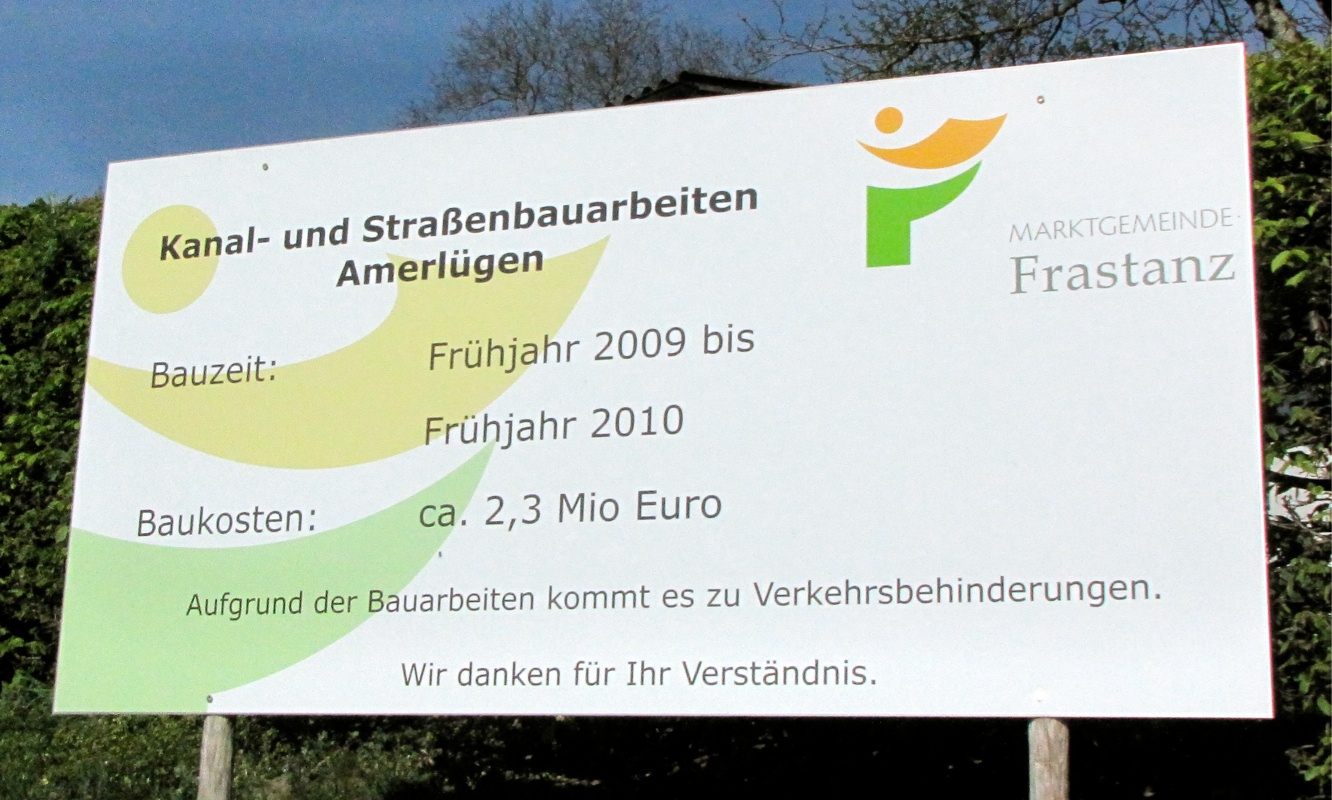 Kanal- und Straßenbauarbeiten
Amerlügen
MARKTGEMEINDE
Frastanz
Bauzeit: Frühjahr 2009 bis
Frühjahr 2010
Baukosten: ca. 2,3 Mio Euro
Aufgrund der Bauarbeiten kommt es zu Verkehrsbehinderungen.
Wir danken für Ihr Verständnis.